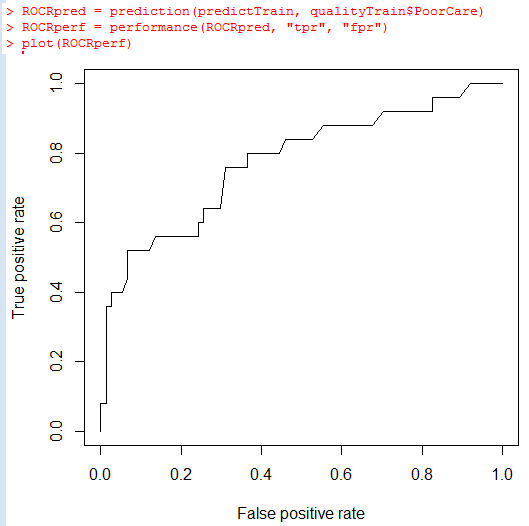 > ROCRpred = prediction(predictTrain, qualityTrain$PoorCare)
> ROCRperf = performance(ROCRpred, "tpr", "fpr")
> plot(ROCRperf)
1.0
0.8
0.6
0.4
0.2
0.0
True positive rate
0.0 0.2 0.4 0.6 0.8 1.0
False positive rate